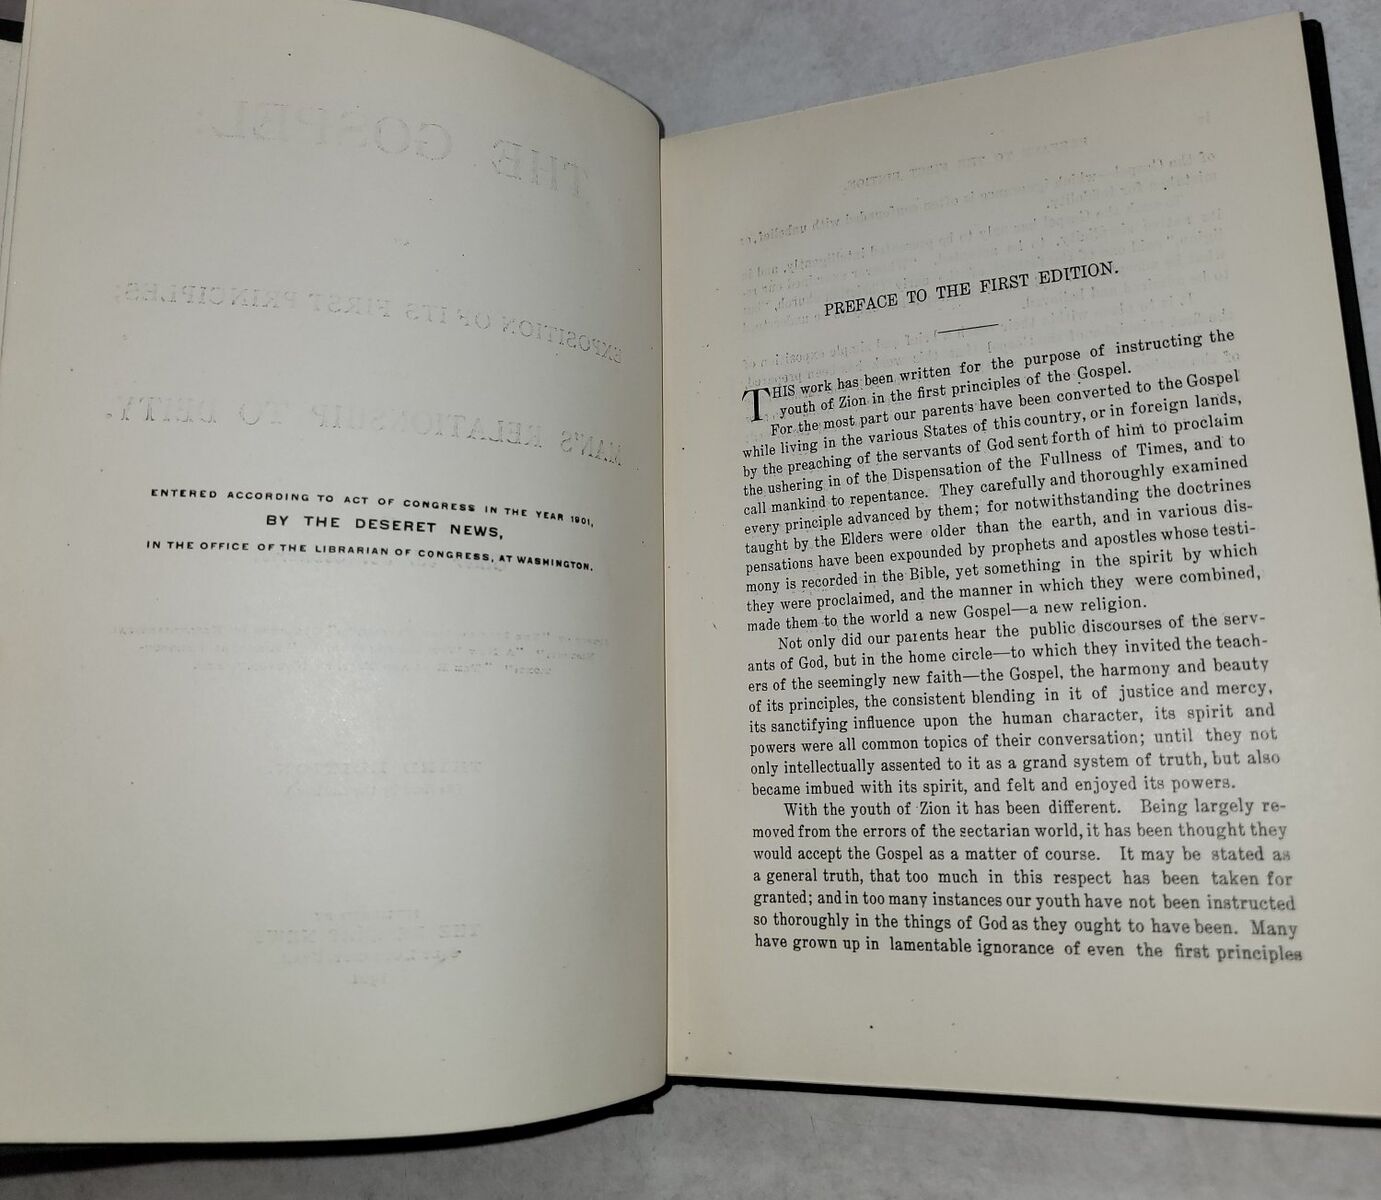 THE GOSPEL:
EXPOSITION OF ITS FIRST PRINCIPLES;
MAN'S RELATIONSHIP TO DEITY.
ENTERED ACCORDING TO ACT OF CONGRESS IN THE YEAR 1901,
BY THE DESERET NEWS,
IN THE OFFICE OF THE LIBRARIAN OF CONGRESS, AT WASHINGTON.
THIRD EDITION.
PREFACE TO THE FIRST EDITION.
THIS work has been written for the purpose of instructing the
youth of Zion in the first principles of the Gospel.
For the most part our parents have been converted to the Gospel
while living in the various States of this country, or in foreign lands,
by the preaching of the servants of God sent forth of him to proclaim
the ushering in of the Dispensation of the Fullness of Times, and to
call mankind to repentance. They carefully and thoroughly examined
every principle advanced by them; for notwithstanding the doctrines
taught by the Elders were older than the earth, and in various dis-
pensations have been expounded by prophets and apostles whose testi-
mony is recorded in the Bible, yet something in the spirit by which
they were proclaimed, and the manner in which they were combined,
made them to the world a new Gospel—a new religion.
Not only did our parents hear the public discourses of the serv-
ants of God, but in the home circle—to which they invited the teach-
ers of the seemingly new faith—the Gospel, the harmony and beauty
of its principles, the consistent blending in it of justice and mercy,
its sanctifying influence upon the human character, its spirit and
powers were all common topics of their conversation; until they not
only intellectually assented to it as a grand system of truth, but also
became imbued with its spirit, and felt and enjoyed its powers.
With the youth of Zion it has been different. Being largely re-
moved from the errors of the sectarian world, it has been thought they
would accept the Gospel as a matter of course. It may be stated as
a general truth, that too much in this respect has been taken for
granted; and in too many instances our youth have not been instructed
so thoroughly in the things of God as they ought to have been. Many
have grown up in lamentable ignorance of even the first principles